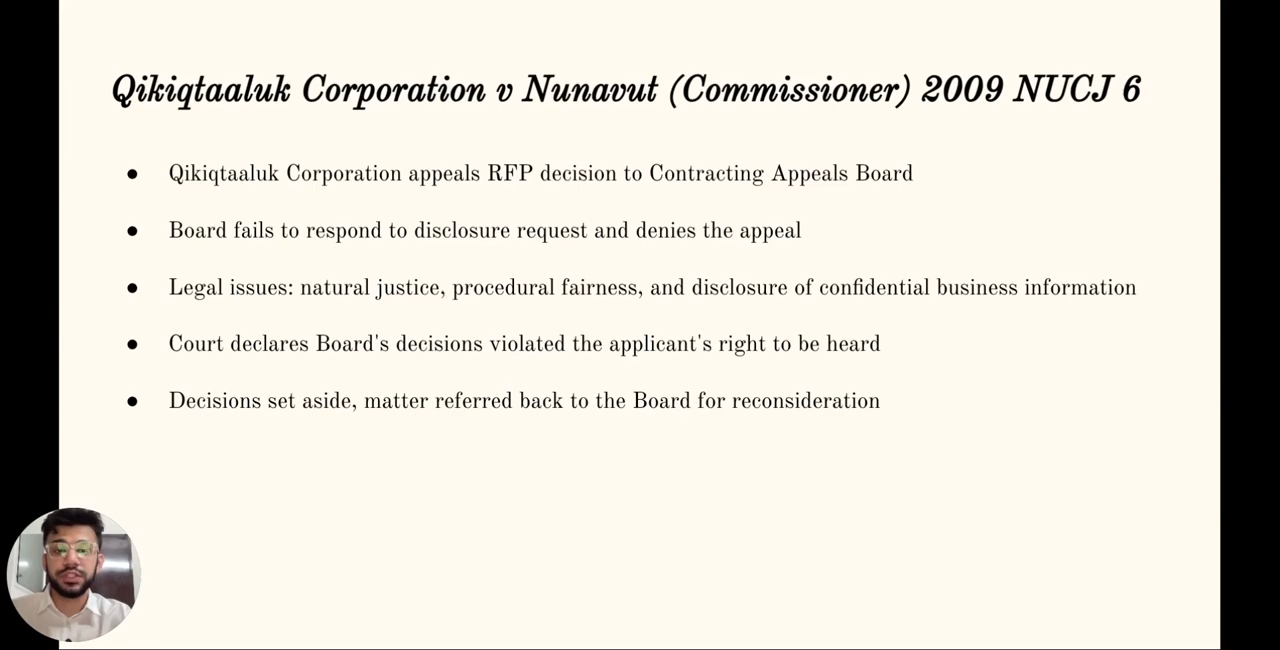 Qikiqtaaluk Corporation v Nunavut (Commissioner) 2009 NUCJ 6
● Qikiqtaaluk Corporation appeals RFP decision to Contracting Appeals Board
● Board fails to respond to disclosure request and denies the appeal
● Legal issues: natural justice, procedural fairness, and disclosure of confidential business information
● Court declares Board's decisions violated the applicant's right to be heard
● Decisions set aside, matter referred back to the Board for reconsideration